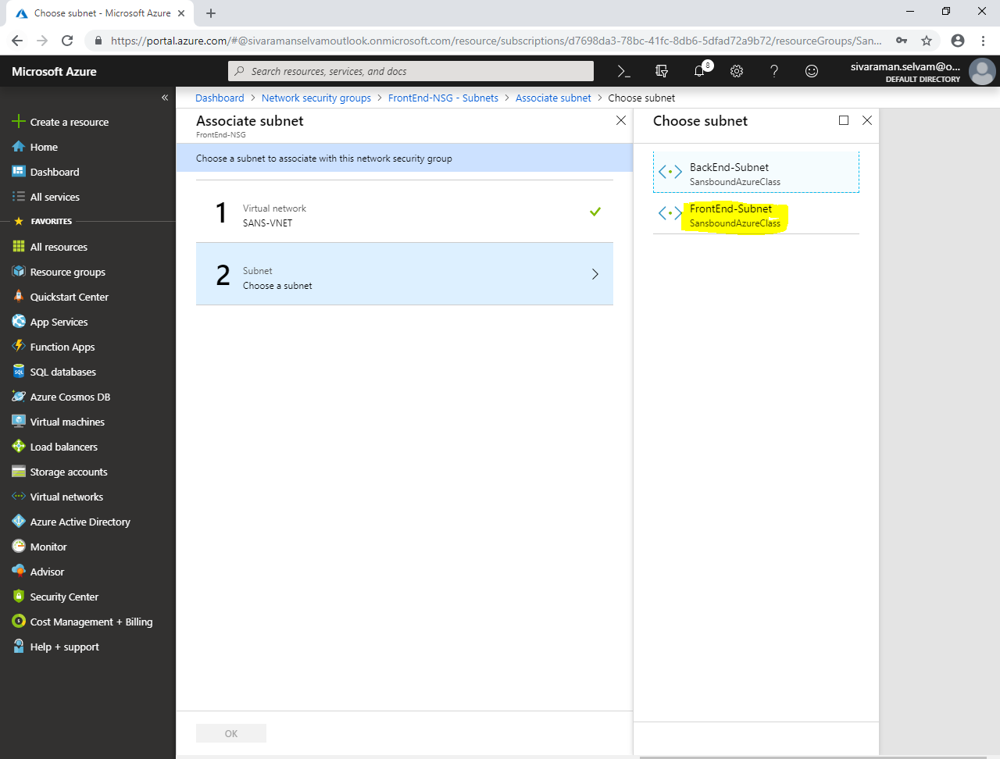 Choose subnet - Microsoft Azure
https://portal.azure.com/#@sivaramanselvamoutlook.onmicrosoft.com/resource/subscriptions/d7698da3-78bc-41fc-8db6-5dfad72a9b72/resourceGroups/San...
Microsoft Azure
Search resources, services, and docs
8
sivaraman.selvam@o...
DEFAULT DIRECTORY
Dashboard > Network security groups > FrontEnd-NSG - Subnets > Associate subnet > Choose subnet
Create a resource
Home
Dashboard
All services
FAVORITES
All resources
Resource groups
Quickstart Center
App Services
Function Apps
SQL databases
Azure Cosmos DB
Virtual machines
Load balancers
Storage accounts
Virtual networks
Azure Active Directory
Monitor
Advisor
Security Center
Cost Management + Billing
Help + support
Associate subnet
FrontEnd-NSG
Choose a subnet to associate with this network security group
1
Virtual network
SANS-VNET
2
Subnet
Choose a subnet
OK
Choose subnet
BackEnd-Subnet
SansboundAzureClass
FrontEnd-Subnet
SansboundAzureClass